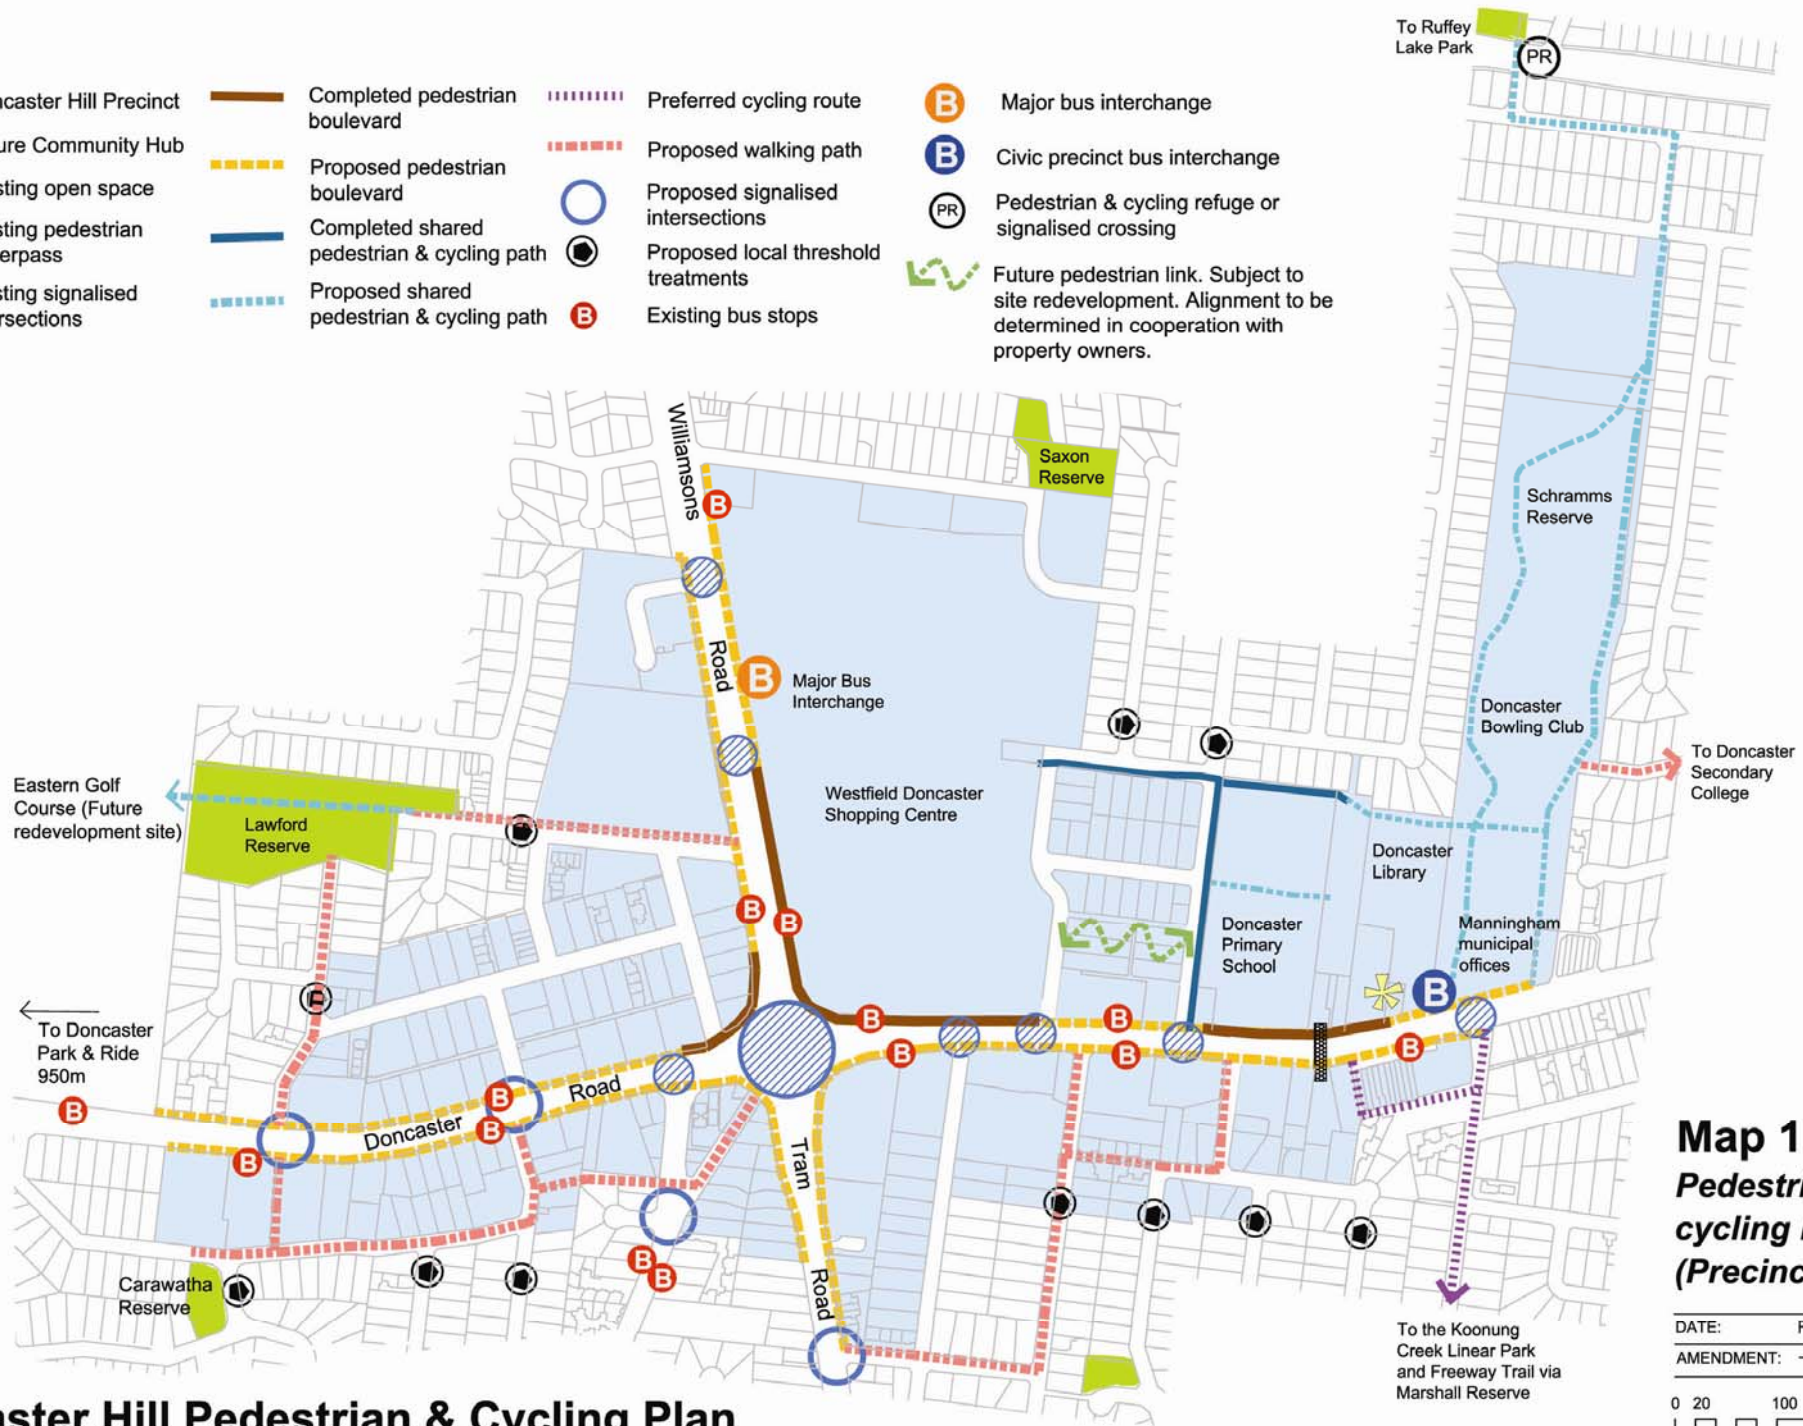 To Ruffey
Lake Park
PR
ncaster Hill Precinct
ure Community Hub
sting open space
sting pedestrian
erpass
sting signalised
rsections
Completed pedestrian
boulevard
Proposed pedestrian
boulevard
Completed shared
pedestrian & cycling path
Proposed shared
pedestrian & cycling path
Preferred cycling route
Proposed walking path
Proposed signalised
intersections
Proposed local threshold
treatments
B
Existing bus stops
B
Major bus interchange
B
Civic precinct bus interchange
PR
Pedestrian & cycling refuge or
signalised crossing
Future pedestrian link. Subject to
site redevelopment. Alignment to be
determined in cooperation with
property owners.
Williamsons
B
Saxon
Reserve
Schramms
Reserve
Road
B
Major Bus
Interchange
Doncaster
Bowling Club
To Doncaster
Secondary
College
Eastern Golf
Course (Future
redevelopment site)
Lawford
Reserve
Westfield Doncaster
Shopping Centre
Doncaster
Library
B
B
Doncaster
Primary
School
Manningham
municipal
offices
B
To Doncaster
Park & Ride
950m
B
B
B
B
B
B
B
B
B
Road
Doncaster
B
Tram
Road
B
B
Carawatha
Reserve
To the Koonung
Creek Linear Park
and Freeway Trail via
Marshall Reserve
Map 1
Pedestri
cycling
(Precinc
DATE:
AMENDMENT: -
0 20 100
aster Hill Pedestrian & Cycling Plan